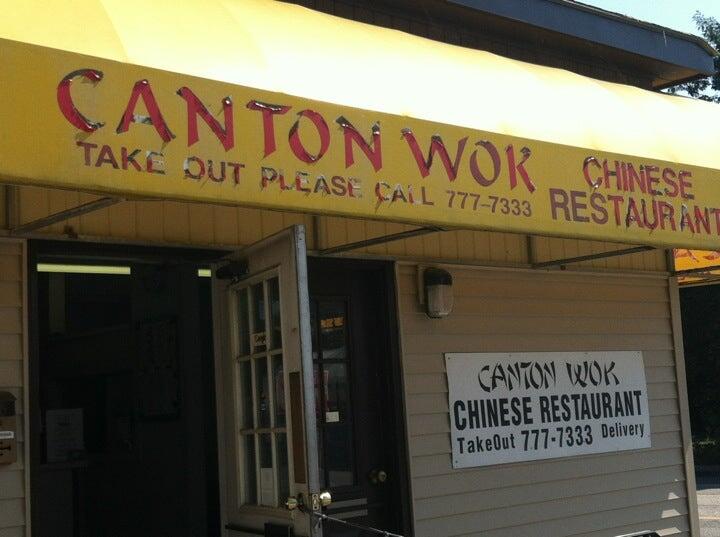 CANTON WOK
TAKE OUT PLEASE CALL 777-7333
CHINESE
RESTAURANT
CANTON WOK
CHINESE RESTAURANT
TakeOut 777-7333 Delivery